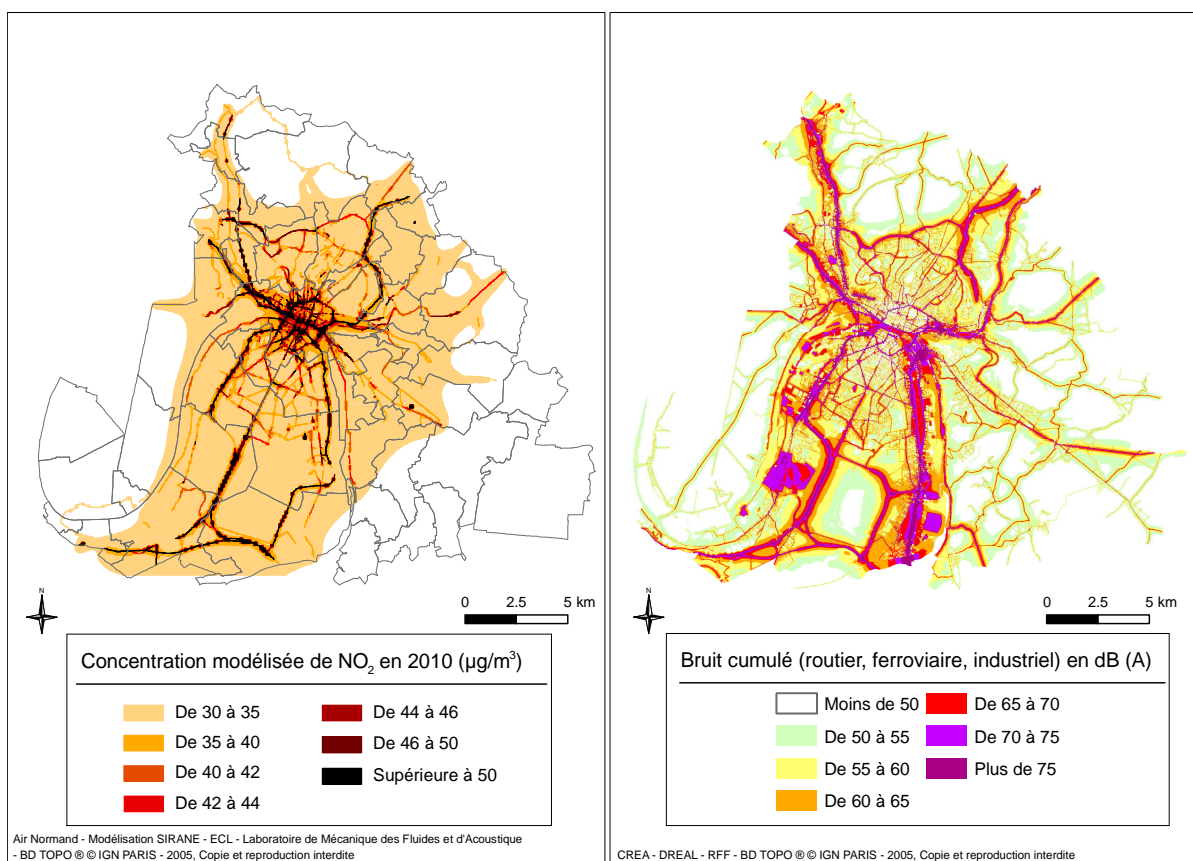 N
0 2.5 5 km
Concentration modélisée de NO₂ en 2010 (µg/m³)
De 30 à 35
De 35 à 40
De 40 à 42
De 42 à 44
De 44 à 46
De 46 à 50
Supérieure à 50
Air Normand - Modélisation SIRANE - ECL - Laboratoire de Mécanique des Fluides et d'Acoustique
- BD TOPO ® © IGN PARIS - 2005, Copie et reproduction interdite
N
0 2.5 5 km
Bruit cumulé (routier, ferroviaire, industriel) en dB (A)
Moins de 50
De 50 à 55
De 55 à 60
De 60 à 65
De 65 à 70
De 70 à 75
Plus de 75
CREA - DREAL - RFF - BD TOPO ® © IGN PARIS - 2005, Copie et reproduction interdite